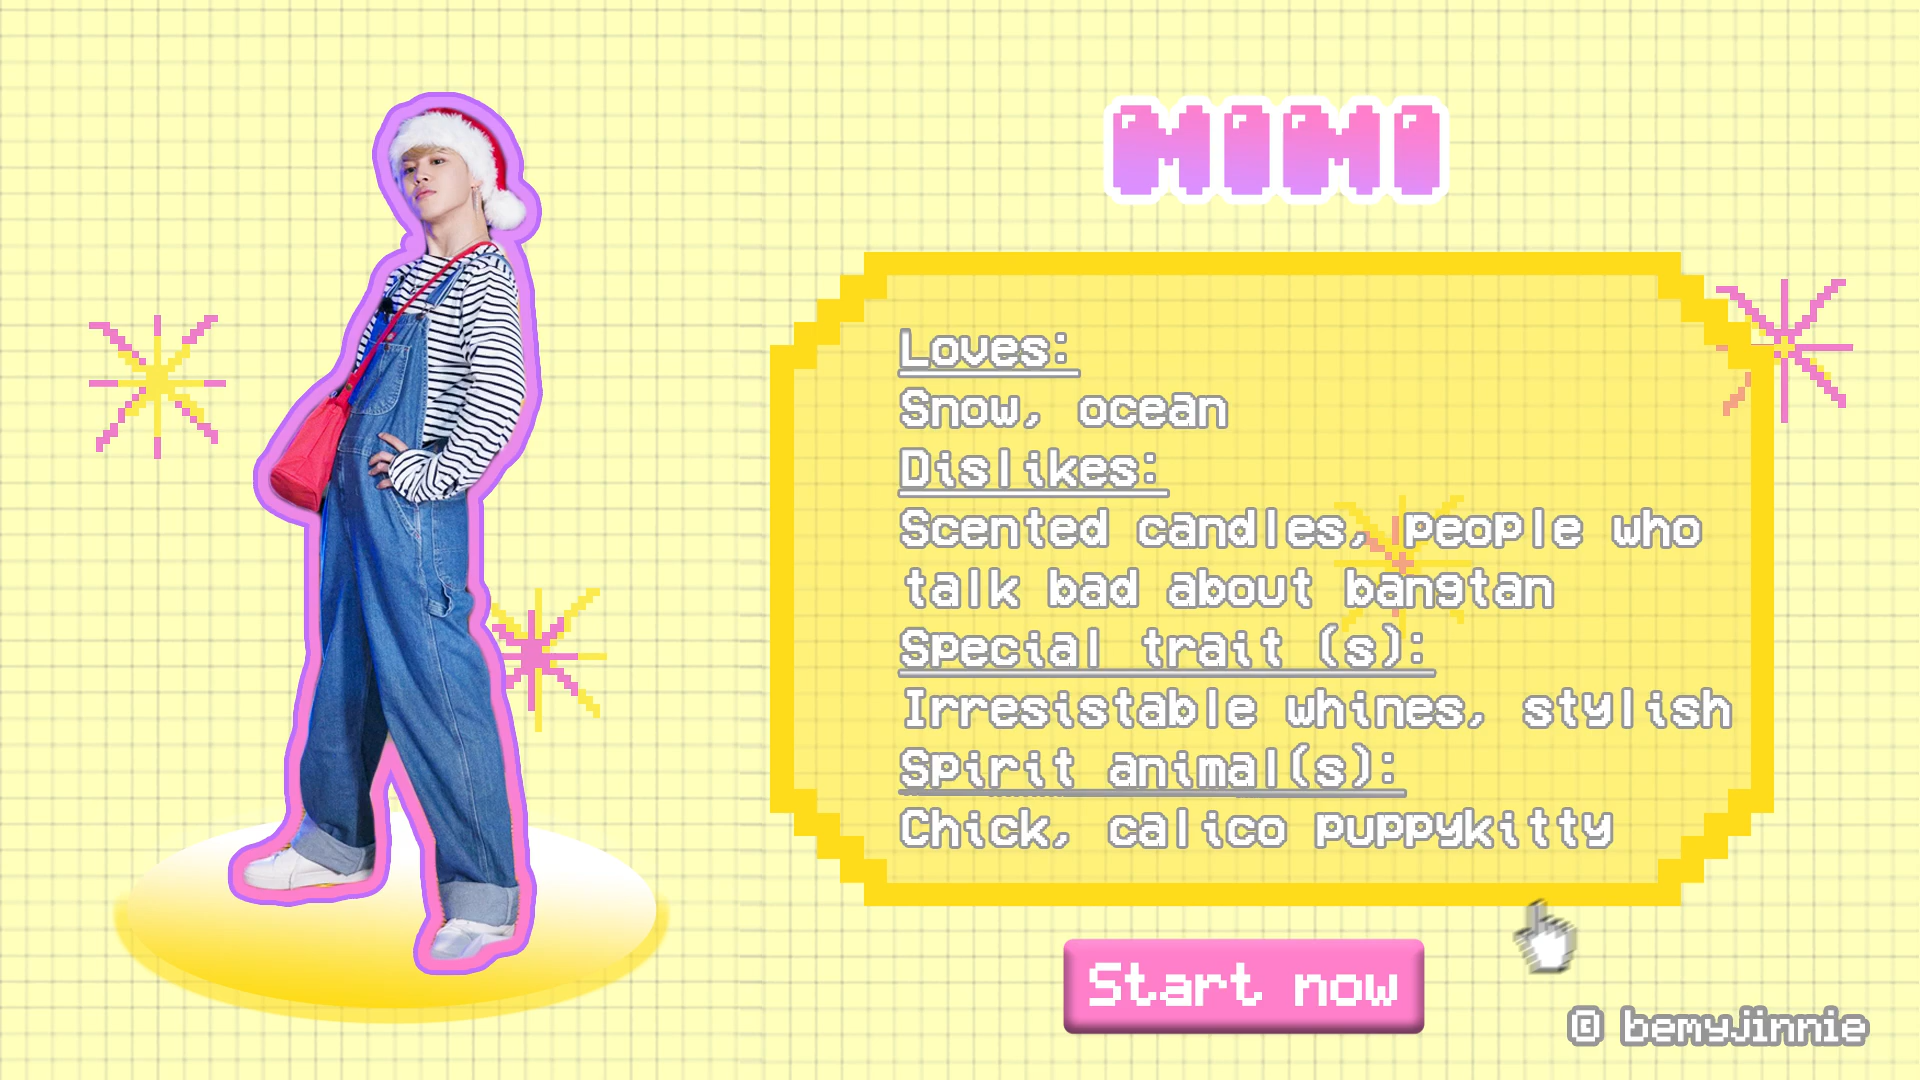 MIMI
Loves:
Snow, ocean
Dislikes:
Scented candles, people who
talk bad about bangtan
Special trait (s):
Irresistable whines, stylish
Spirit animal(s):
Chick, calico puppykitty
Start now
© bemyjinnie